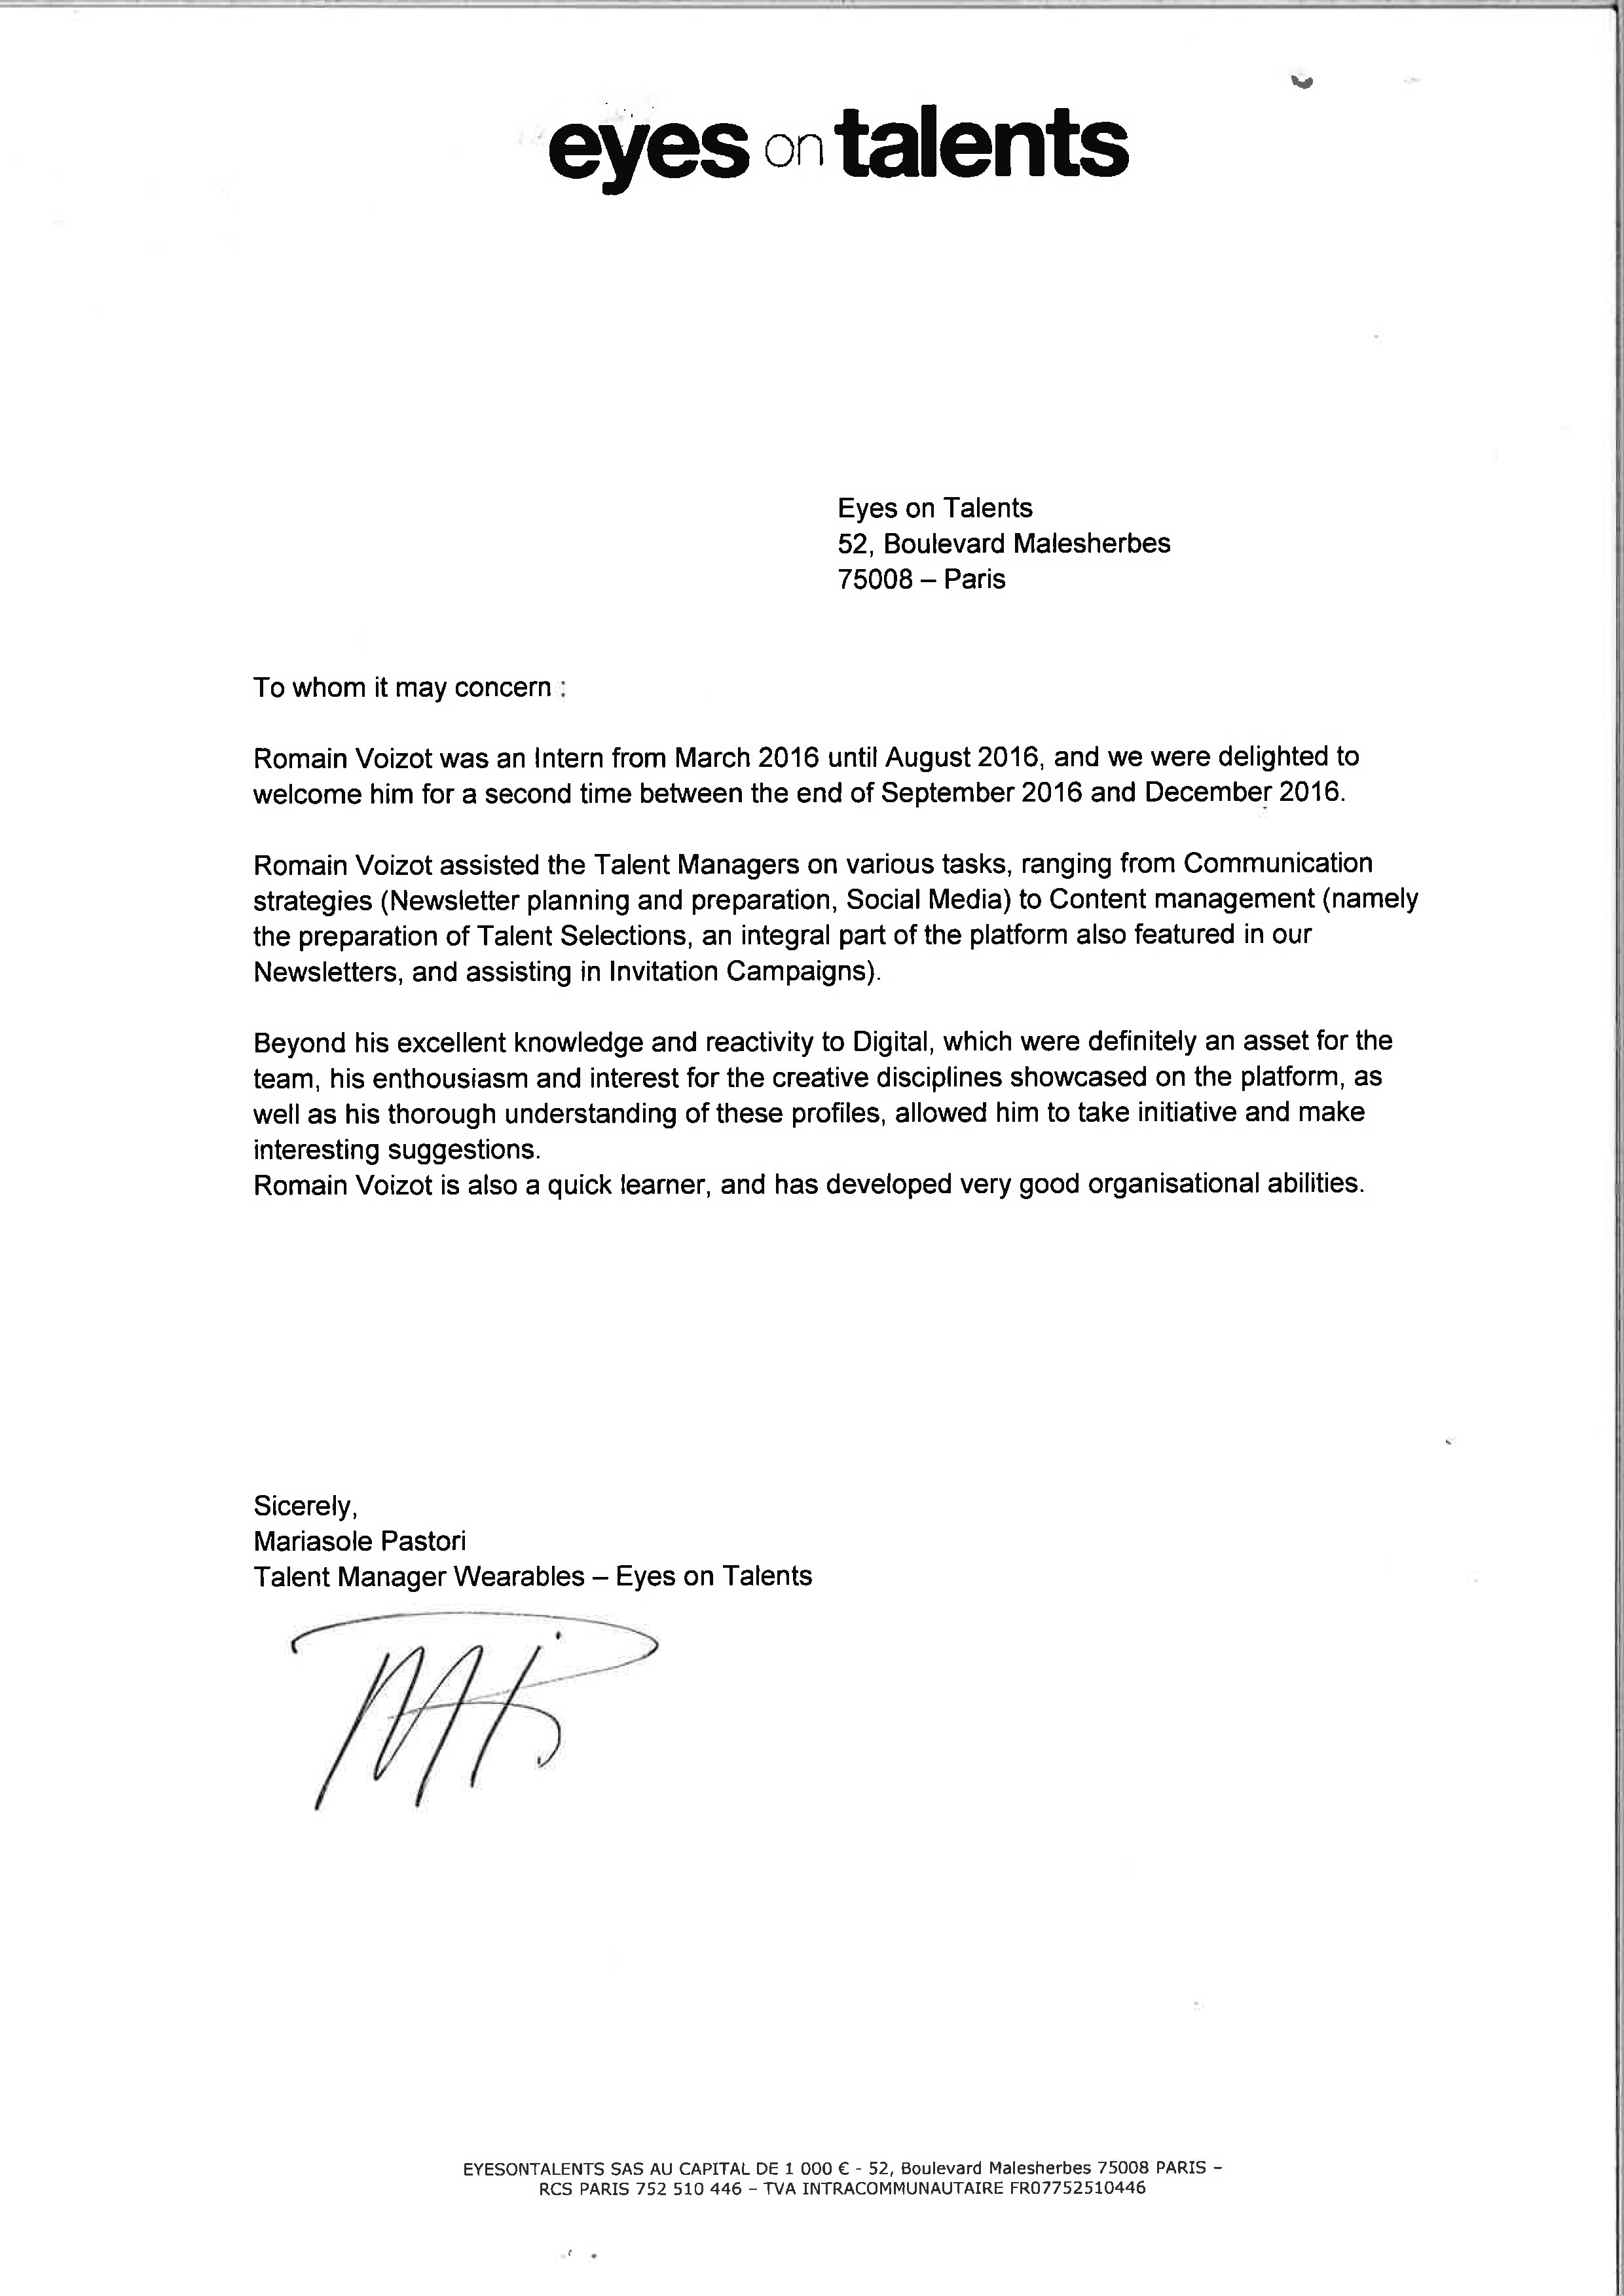 eyes on talents
Eyes on Talents
52, Boulevard Malesherbes
75008 – Paris
To whom it may concern :
Romain Voizot was an Intern from March 2016 until August 2016, and we were delighted to
welcome him for a second time between the end of September 2016 and December 2016.
Romain Voizot assisted the Talent Managers on various tasks, ranging from Communication
strategies (Newsletter planning and preparation, Social Media) to Content management (namely
the preparation of Talent Selections, an integral part of the platform also featured in our
Newsletters, and assisting in Invitation Campaigns).
Beyond his excellent knowledge and reactivity to Digital, which were definitely an asset for the
team, his enthousiasm and interest for the creative disciplines showcased on the platform, as
well as his thorough understanding of these profiles, allowed him to take initiative and make
interesting suggestions.
Romain Voizot is also a quick learner, and has developed very good organisational abilities.
Sicerely,
Mariasole Pastori
Talent Manager Wearables – Eyes on Talents
EYESONTALENTS SAS AU CAPITAL DE 1 000 € - 52, Boulevard Malesherbes 75008 PARIS –
RCS PARIS 752 510 446 – TVA INTRACOMMUNAUTAIRE FR07752510446